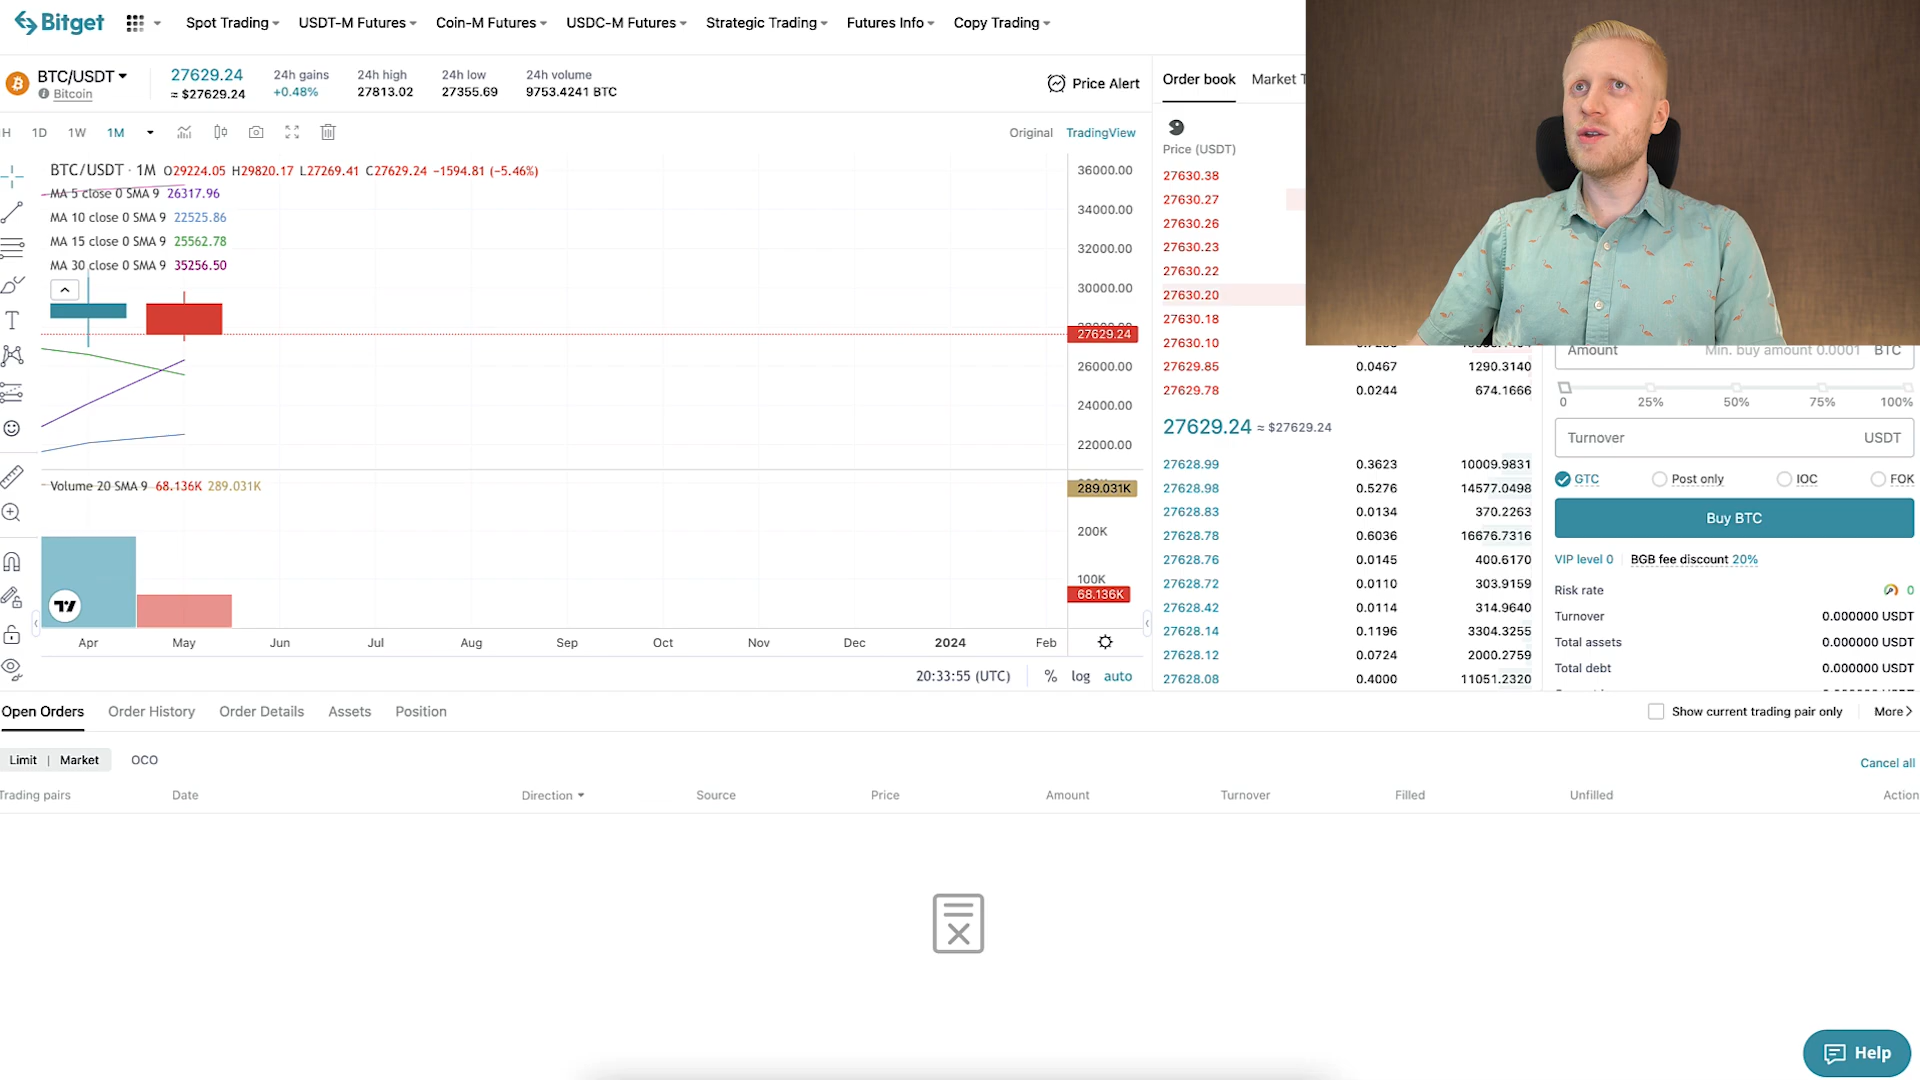 Bitget
Spot Trading
USDT-M Futures
Coin-M Futures
USDC-M Futures
Strategic Trading
Futures Info
Copy Trading
BTC/USDT
Bitcoin
27629.24
≈ $27629.24
24h gains
+0.48%
24h high
27813.02
24h low
27355.69
24h volume
9753.4241 BTC
Price Alert
Order book
Market T
H 1D 1W 1M
Original TradingView
BTC/USDT · 1M O29224.05 H29820.17 L27269.41 C27629.24 −1594.81 (−5.46%)
MA 5 close 0 SMA 9 26317.96
MA 10 close 0 SMA 9 22525.86
MA 15 close 0 SMA 9 25562.78
MA 30 close 0 SMA 9 35256.50
36000.00
34000.00
32000.00
30000.00
27629.24
26000.00
24000.00
22000.00
Volume 20 SMA 9 68.136K 289.031K
289.031K
200K
100K
68.136K
Apr May Jun Jul Aug Sep Oct Nov Dec 2024 Feb
20:33:55 (UTC) % log auto
Price (USDT)
27630.38
27630.27
27630.26
27630.23
27630.22
27630.20
27630.18
27630.10
27629.85 0.0467 1290.3140
27629.78 0.0244 674.1666
27629.24 ≈ $27629.24
27628.99 0.3623 10009.9831
27628.98 0.5276 14577.0498
27628.83 0.0134 370.2263
27628.78 0.6036 16676.7316
27628.76 0.0145 400.6170
27628.72 0.0110 303.9159
27628.42 0.0114 314.9640
27628.14 0.1196 3304.3255
27628.12 0.0724 2000.2759
27628.08 0.4000 11051.2320
Amount Min. buy amount 0.0001 BTC
0 25% 50% 75% 100%
Turnover USDT
GTC Post only IOC FOK
Buy BTC
VIP level 0 BGB fee discount 20%
Risk rate 0
Turnover 0.000000 USDT
Total assets 0.000000 USDT
Total debt 0.000000 USDT
Open Orders Order History Order Details Assets Position
Show current trading pair only More
Limit | Market OCO
Cancel all
Trading pairs Date Direction Source Price Amount Turnover Filled Unfilled Action
Help